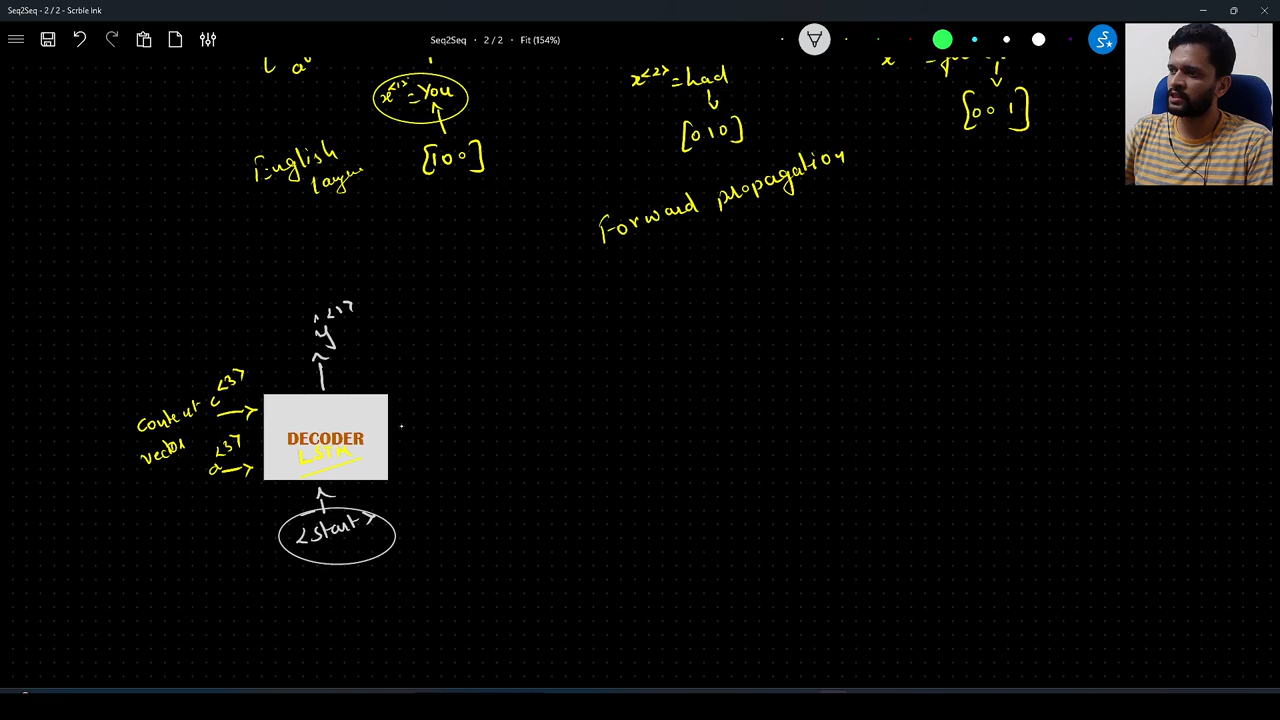 Seq2Seq - 2 / 2 - Scrble Ink
Seq2Seq • 2 / 2 • Fit (154%)
x<1> = You
x<2> = had
[0 1 0]
[0 0 1]
[1 0 0]
English
Forward propagation
ŷ<1>
c<3>
vector
a<3>
DECODER
LSTM
<Start>